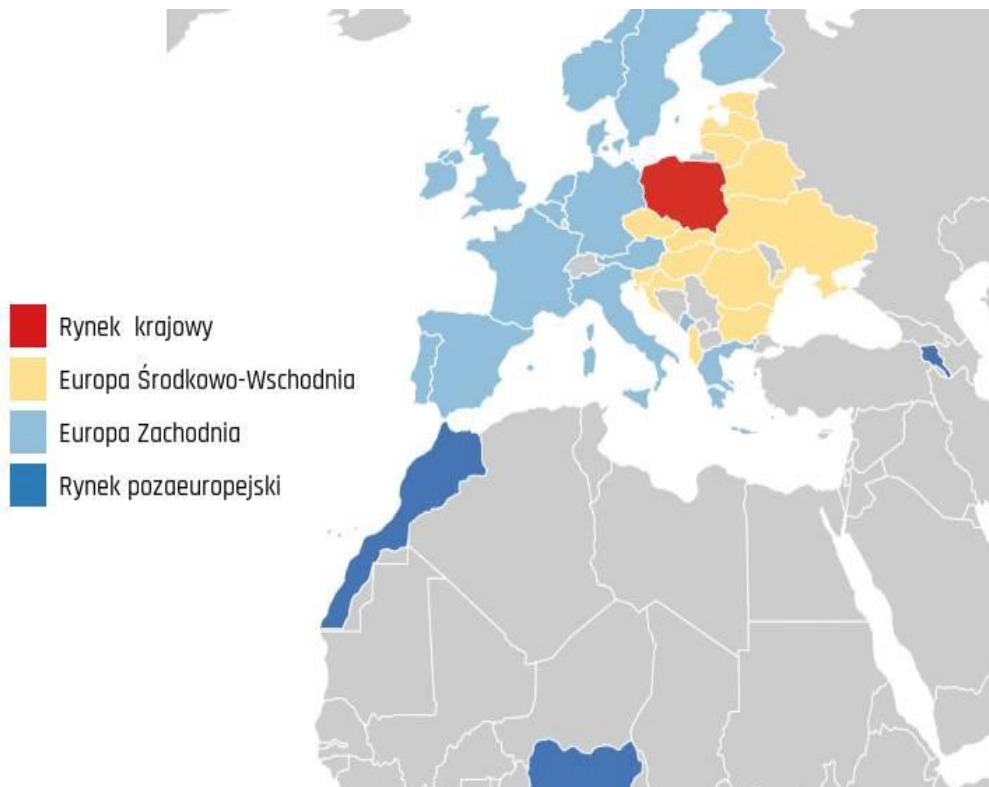 Rynek krajowy
Europa Środkowo-Wschodnia
Europa Zachodnia
Rynek pozaeuropejski